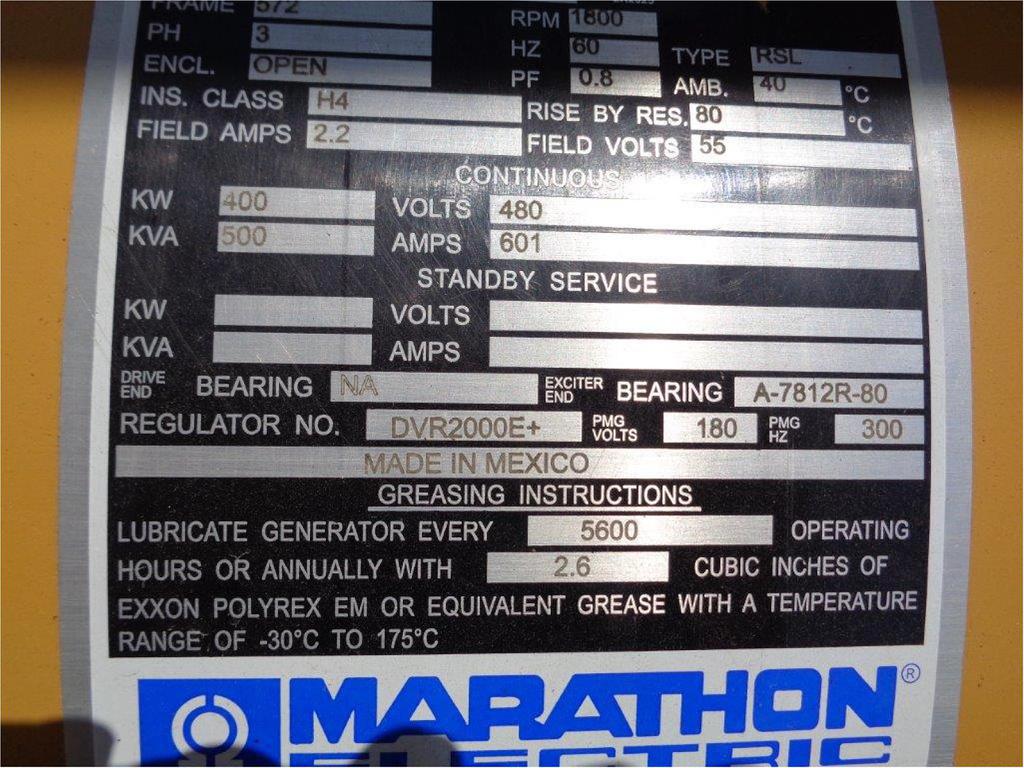 FRAME 572
RPM 1800
PH 3
HZ 60
TYPE RSL
ENCL. OPEN
PF 0.8
AMB. 40 °C
INS. CLASS H4
RISE BY RES. 80 °C
FIELD AMPS 2.2
FIELD VOLTS 55
CONTINUOUS
KW 400 VOLTS 480
KVA 500 AMPS 601
STANDBY SERVICE
KW VOLTS
KVA AMPS
DRIVE END BEARING NA EXCITER END BEARING A-7812R-80
REGULATOR NO. DVR2000E+ PMG VOLTS 180 PMG HZ 300
MADE IN MEXICO
GREASING INSTRUCTIONS
LUBRICATE GENERATOR EVERY 5600 OPERATING
HOURS OR ANNUALLY WITH 2.6 CUBIC INCHES OF
EXXON POLYREX EM OR EQUIVALENT GREASE WITH A TEMPERATURE
RANGE OF -30°C TO 175°C
MARATHON®
ELECTRIC